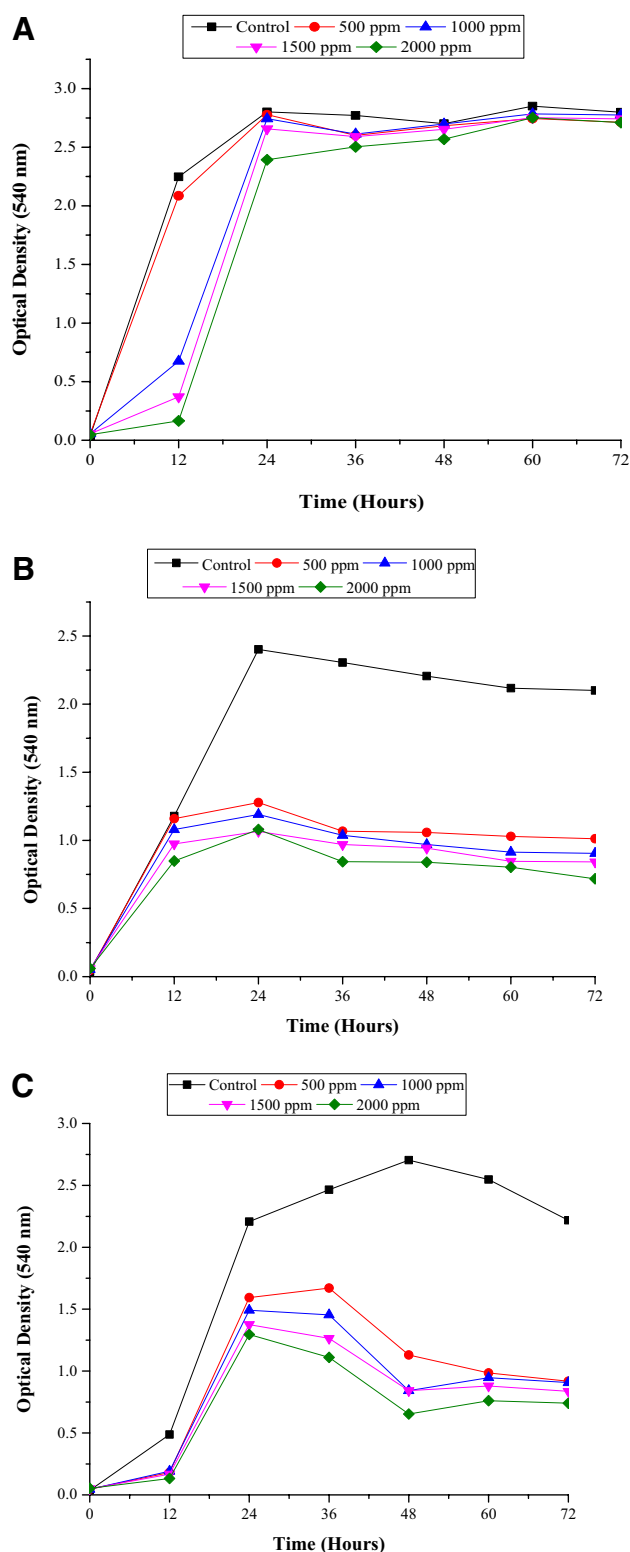 A
Control 500 ppm 1000 ppm
1500 ppm 2000 ppm
3.0
2.5
2.0
1.5
1.0
0.5
0.0
Optical Density (540 nm)
0 12 24 36 48 60 72
Time (Hours)
B
Control 500 ppm 1000 ppm
1500 ppm 2000 ppm
2.5
2.0
1.5
1.0
0.5
0.0
Optical Density (540 nm)
0 12 24 36 48 60 72
Time (Hours)
C
Control 500 ppm 1000 ppm
1500 ppm 2000 ppm
3.0
2.5
2.0
1.5
1.0
0.5
0.0
Optical Density (540 nm)
0 12 24 36 48 60 72
Time (Hours)